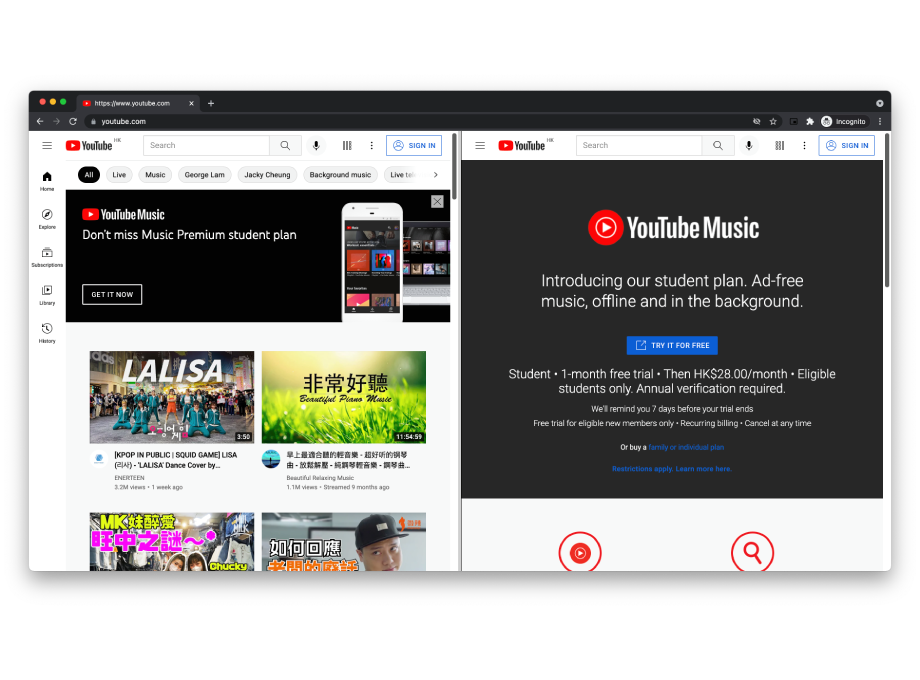 https://www.youtube.com
youtube.com
Incognito
YouTube HK
Search
SIGN IN
All
Live
Music
George Lam
Jacky Cheung
Background music
Home
Explore
Subscriptions
Library
History
YouTube Music
Don't miss Music Premium student plan
GET IT NOW
LALISA
3:50
[KPOP IN PUBLIC | SQUID GAME] LISA
(리사) - 'LALISA' Dance Cover by...
ENERTEEN
3.2M views • 1 week ago
非常好聽
Beautiful Piano Music
11:54:59
早上最適合聽的輕音樂 - 超好听的鋼琴
曲 - 放鬆解壓 - 純鋼琴輕音樂 - 鋼琴曲...
Beautiful Relaxing Music
1.1M views • Streamed 9 months ago
MK妹醉愛
旺中之謎~
Chucky
如何回應
老闆的廢話
YouTube HK
Search
SIGN IN
YouTube Music
Introducing our student plan. Ad-free
music, offline and in the background.
TRY IT FOR FREE
Student • 1-month free trial • Then HK$28.00/month • Eligible
students only. Annual verification required.
We'll remind you 7 days before your trial ends
Free trial for eligible new members only • Recurring billing • Cancel at any time
Or buy a family or individual plan
Restrictions apply. Learn more here.